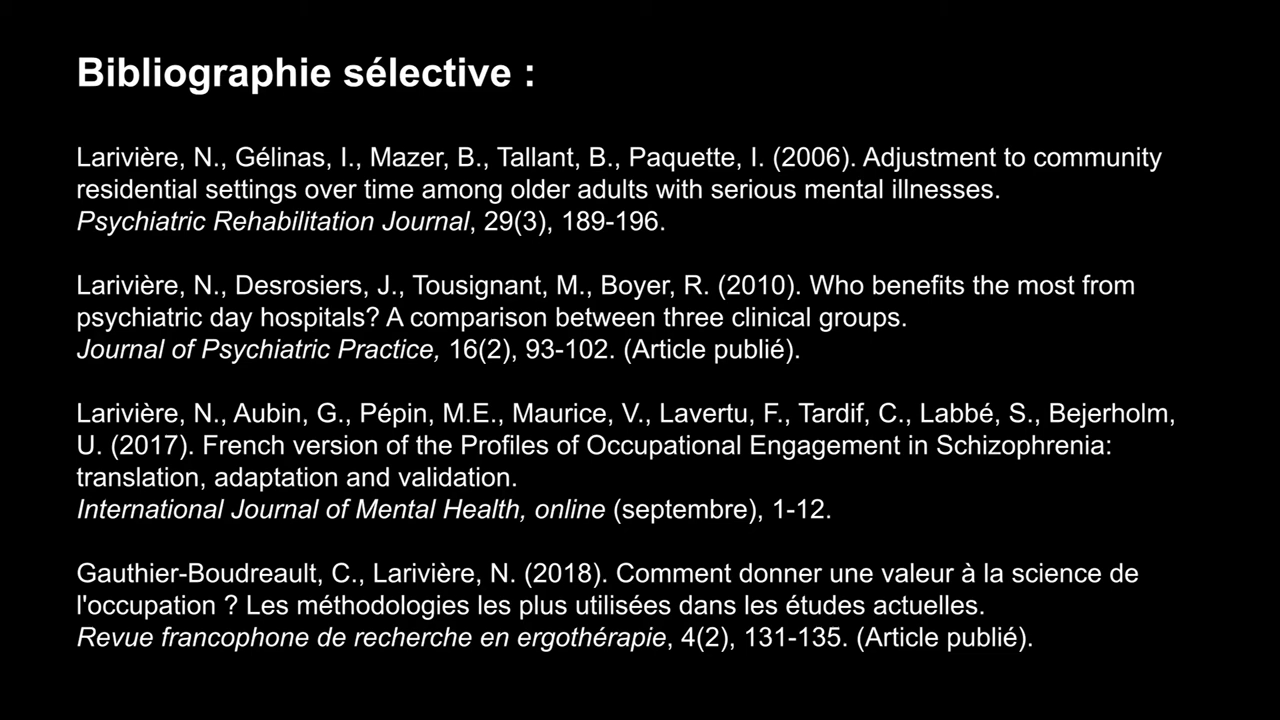 Bibliographie sélective :
Larivière, N., Gélinas, I., Mazer, B., Tallant, B., Paquette, I. (2006). Adjustment to community
residential settings over time among older adults with serious mental illnesses.
Psychiatric Rehabilitation Journal, 29(3), 189-196.
Larivière, N., Desrosiers, J., Tousignant, M., Boyer, R. (2010). Who benefits the most from
psychiatric day hospitals? A comparison between three clinical groups.
Journal of Psychiatric Practice, 16(2), 93-102. (Article publié).
Larivière, N., Aubin, G., Pépin, M.E., Maurice, V., Lavertu, F., Tardif, C., Labbé, S., Bejerholm,
U. (2017). French version of the Profiles of Occupational Engagement in Schizophrenia:
translation, adaptation and validation.
International Journal of Mental Health, online (septembre), 1-12.
Gauthier-Boudreault, C., Larivière, N. (2018). Comment donner une valeur à la science de
l'occupation ? Les méthodologies les plus utilisées dans les études actuelles.
Revue francophone de recherche en ergothérapie, 4(2), 131-135. (Article publié).